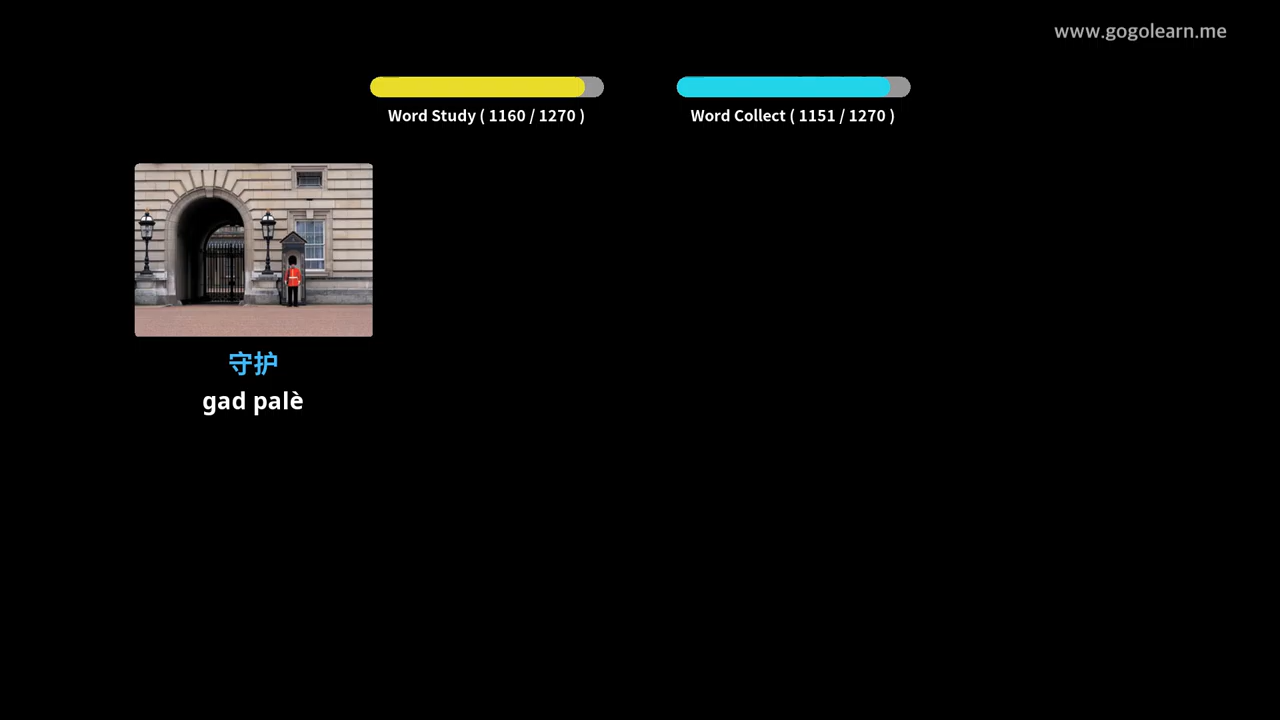 www.gogolearn.me
Word Study ( 1160 / 1270 )
Word Collect ( 1151 / 1270 )
守护
gad palè